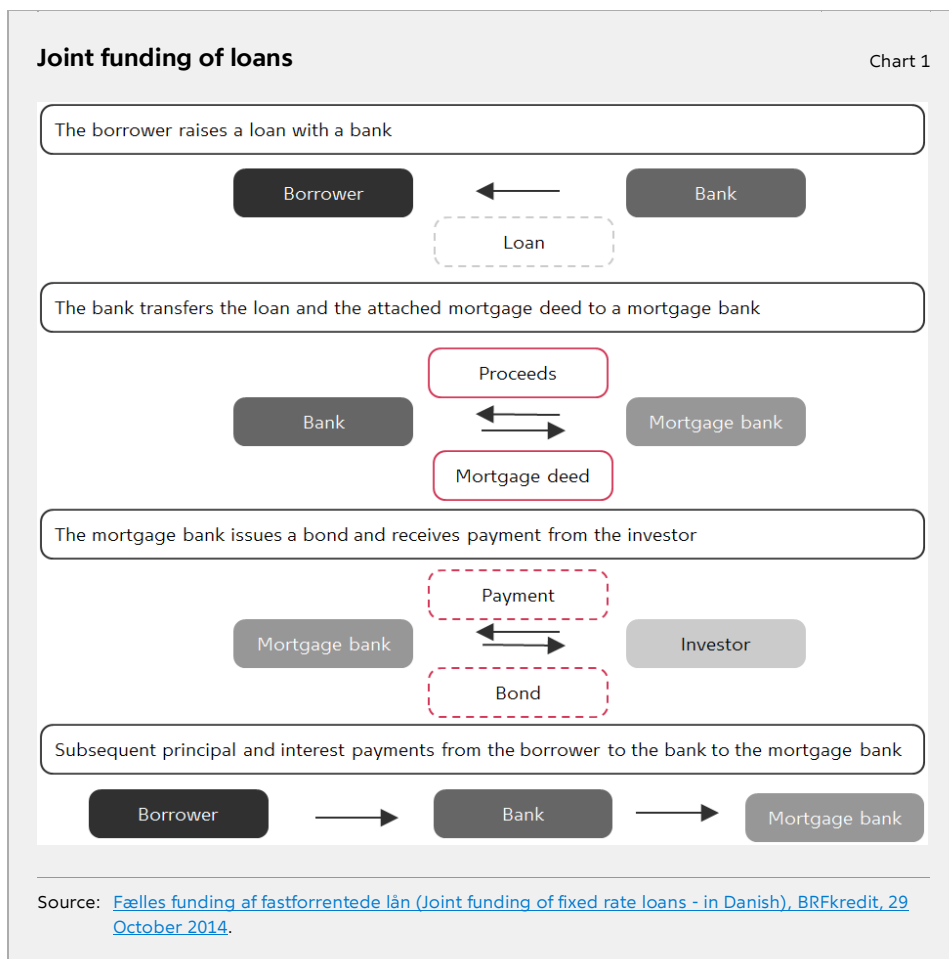 Joint funding of loans
Chart 1
The borrower raises a loan with a bank
Borrower
Bank
Loan
The bank transfers the loan and the attached mortgage deed to a mortgage bank
Proceeds
Bank
Mortgage bank
Mortgage deed
The mortgage bank issues a bond and receives payment from the investor
Payment
Mortgage bank
Investor
Bond
Subsequent principal and interest payments from the borrower to the bank to the mortgage bank
Borrower
Bank
Mortgage bank
Source: Fælles funding af fastforrentede lån (Joint funding of fixed rate loans - in Danish), BRFkredit, 29
October 2014.